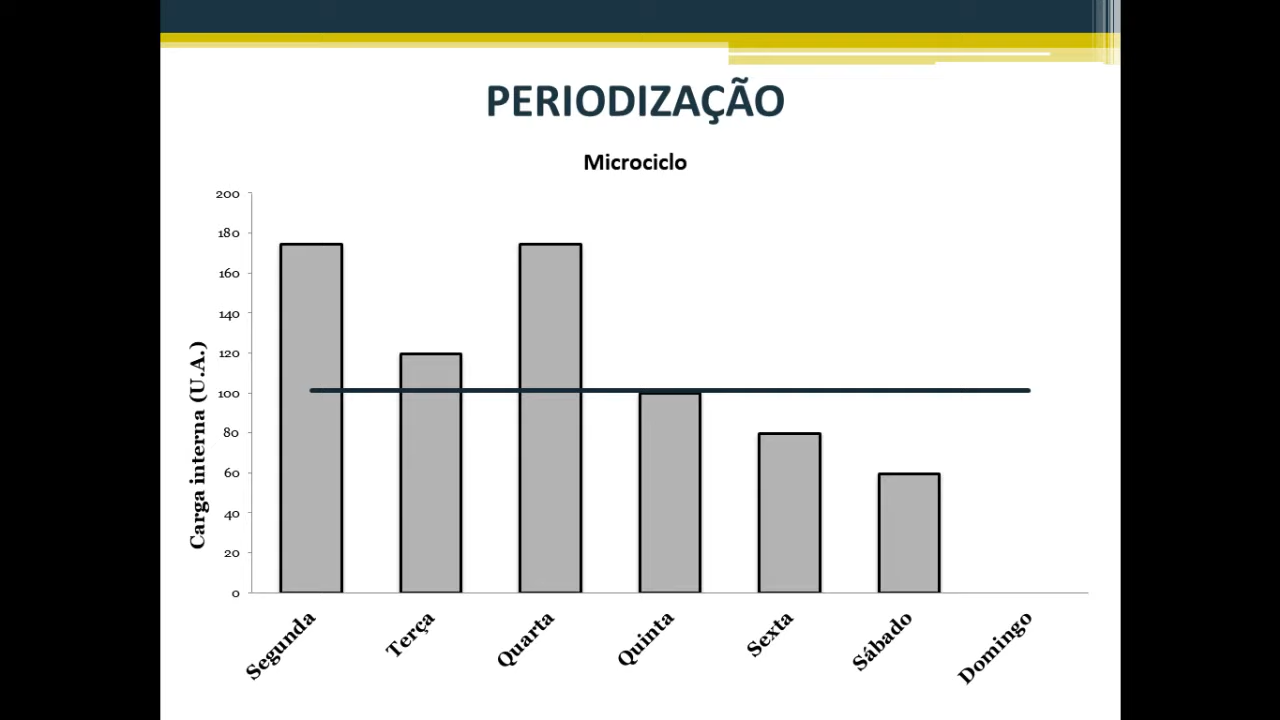 PERIODIZAÇÃO
Microciclo
200
180
160
140
120
100
80
60
40
20
0
Carga interna (U.A.)
Segunda
Terça
Quarta
Quinta
Sexta
Sábado
Domingo